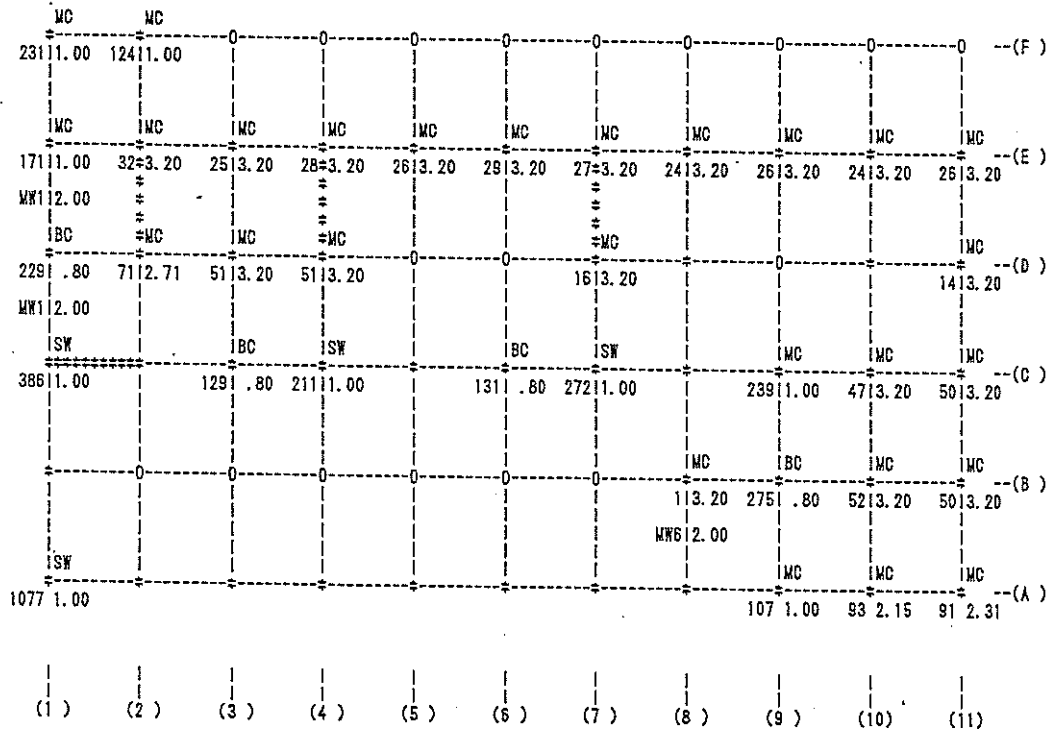 MC MC
--(F )
231 1.00 124 1.00
MC MC MC MC MC MC MC MC MC MC MC
--(E )
171 1.00 32 3.20 25 3.20 28 3.20 26 3.20 29 3.20 27 3.20 24 3.20 26 3.20 24 3.20 26 3.20
MW1 2.00
BC MC MC MC MC MC
--(D )
229 .80 71 2.71 51 3.20 51 3.20 16 3.20 14 3.20
MW1 2.00
SW BC SW BC SW MC MC MC
--(C )
386 1.00 129 .80 211 1.00 131 .80 272 1.00 239 1.00 47 3.20 50 3.20
MC BC MC MC
--(B )
1 3.20 275 .80 52 3.20 50 3.20
MW6 2.00
SW MC MC MC
--(A )
1077 1.00 107 1.00 93 2.15 91 2.31
(1 ) (2 ) (3 ) (4 ) (5 ) (6 ) (7 ) (8 ) (9 ) (10) (11)